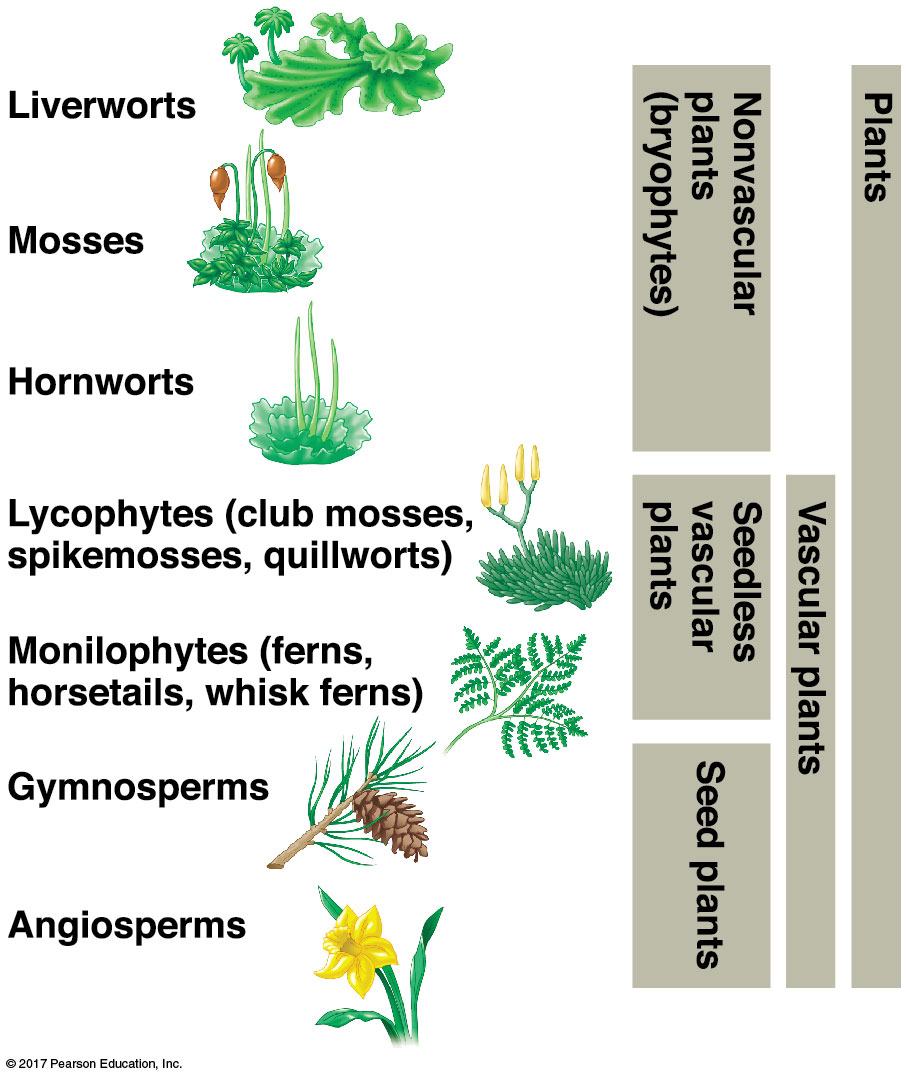 Liverworts
Mosses
Hornworts
Lycophytes (club mosses,
spikemosses, quillworts)
Monilophytes (ferns,
horsetails, whisk ferns)
Gymnosperms
Angiosperms
Nonvascular
plants
(bryophytes)
Seedless
vascular
plants
Seed plants
Vascular plants
Plants
© 2017 Pearson Education, Inc.